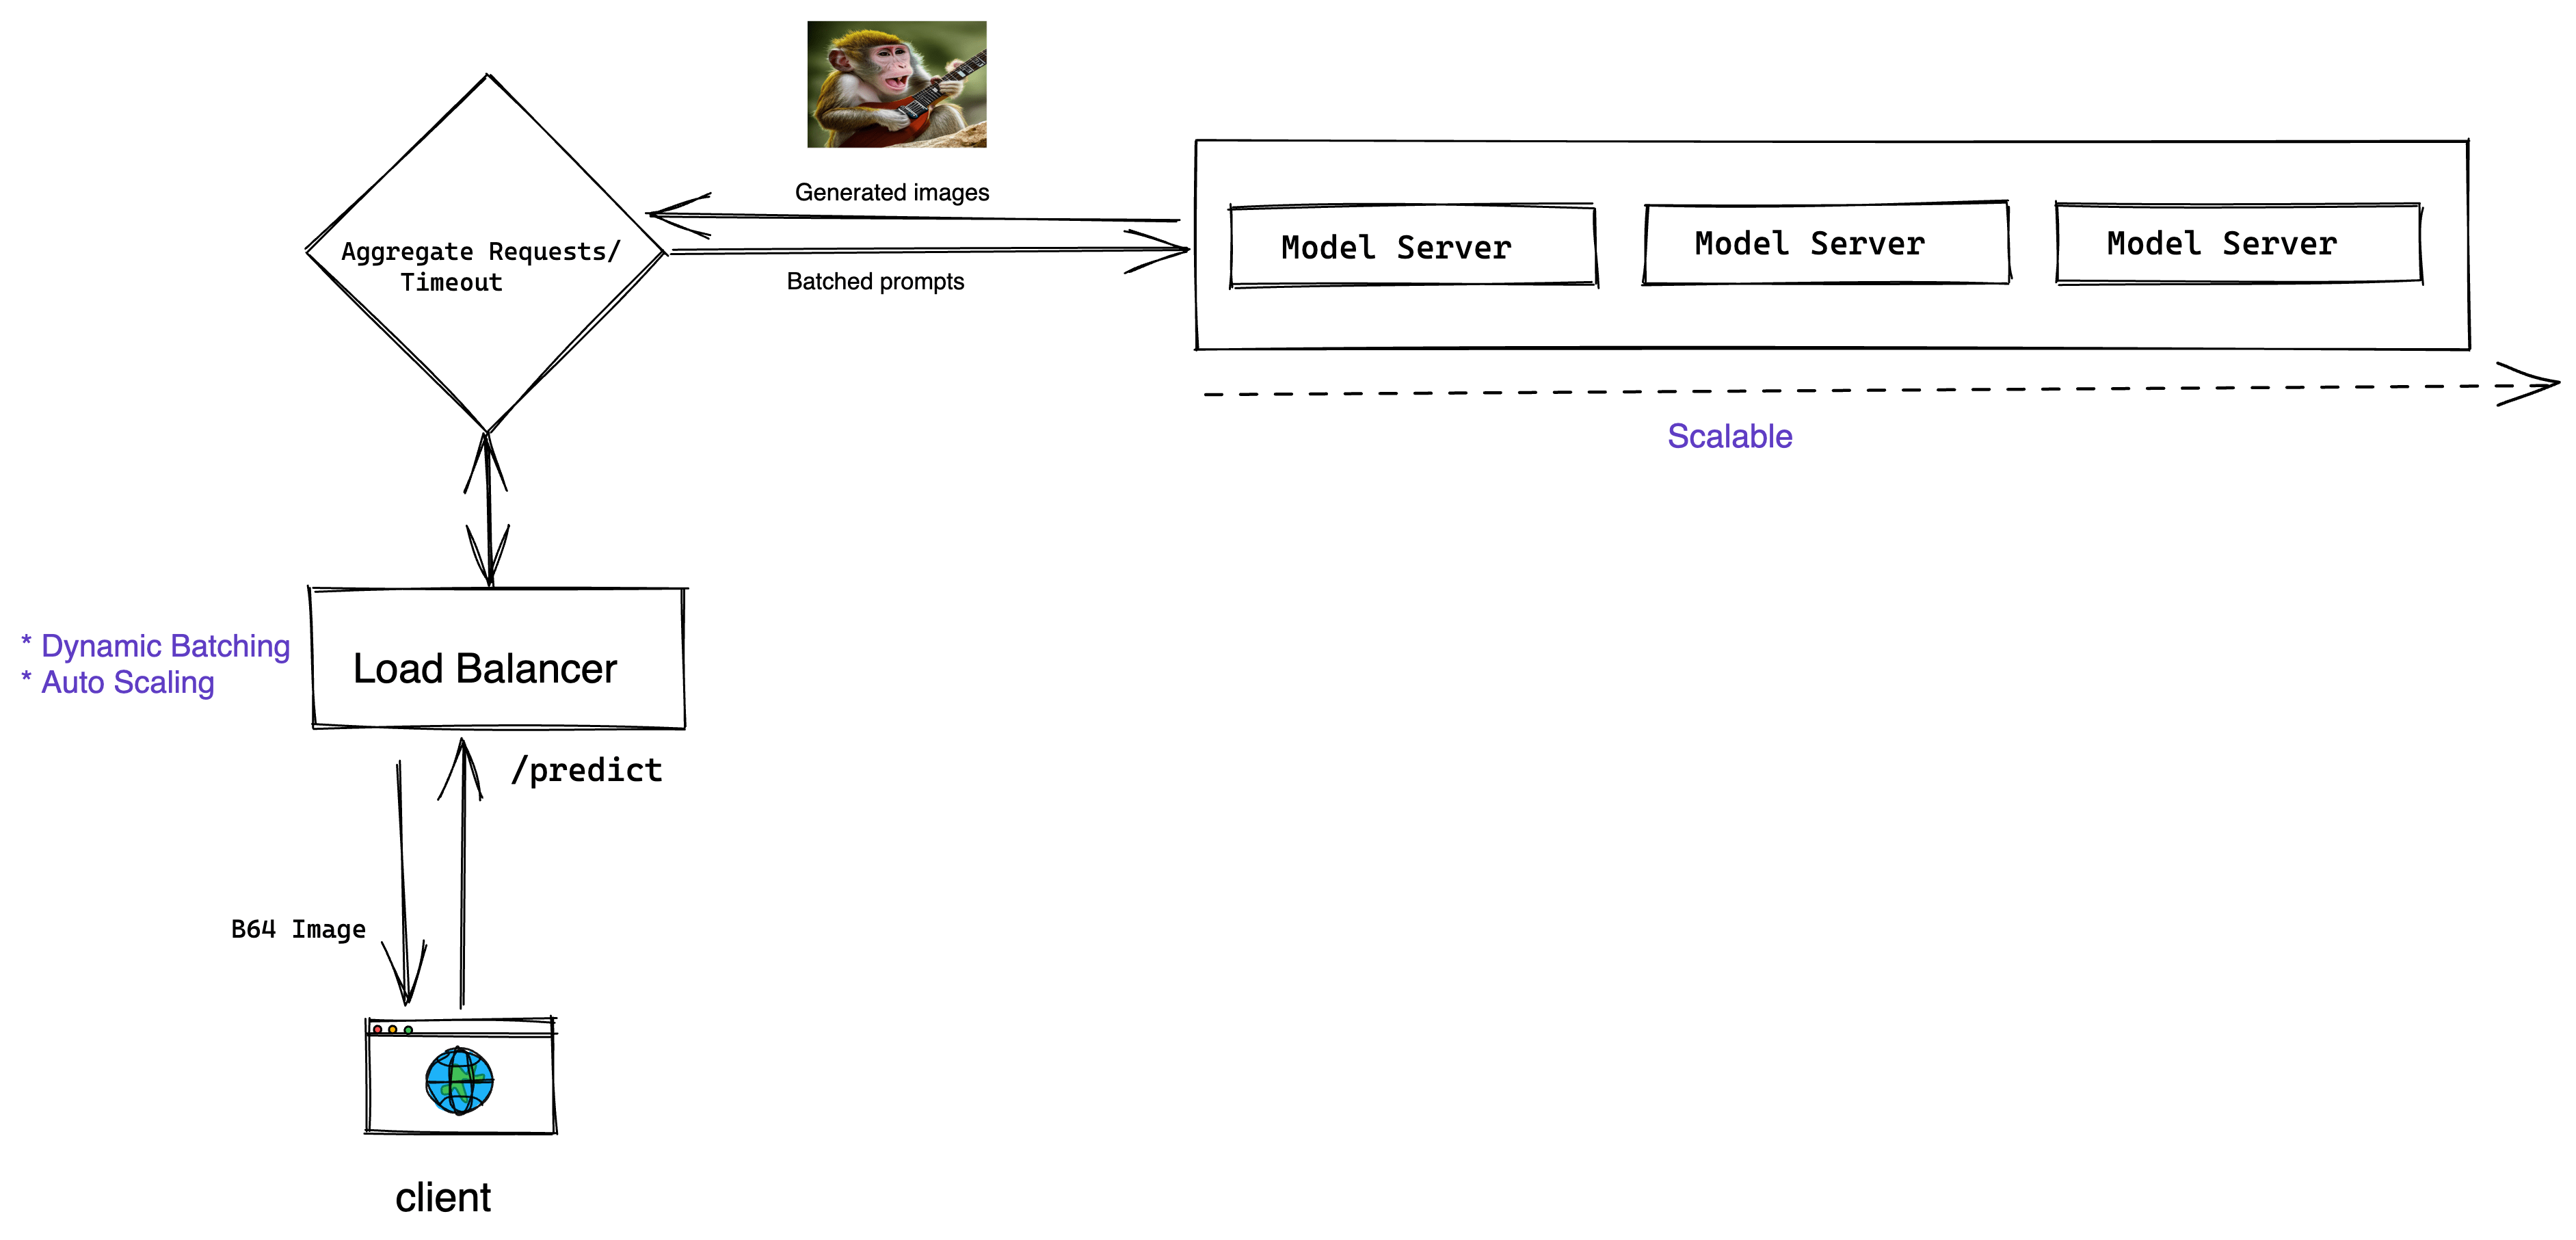 Generated images
Aggregate Requests/
Timeout
Batched prompts
Model Server
Model Server
Model Server
Scalable
* Dynamic Batching
* Auto Scaling
Load Balancer
/predict
B64 Image
client